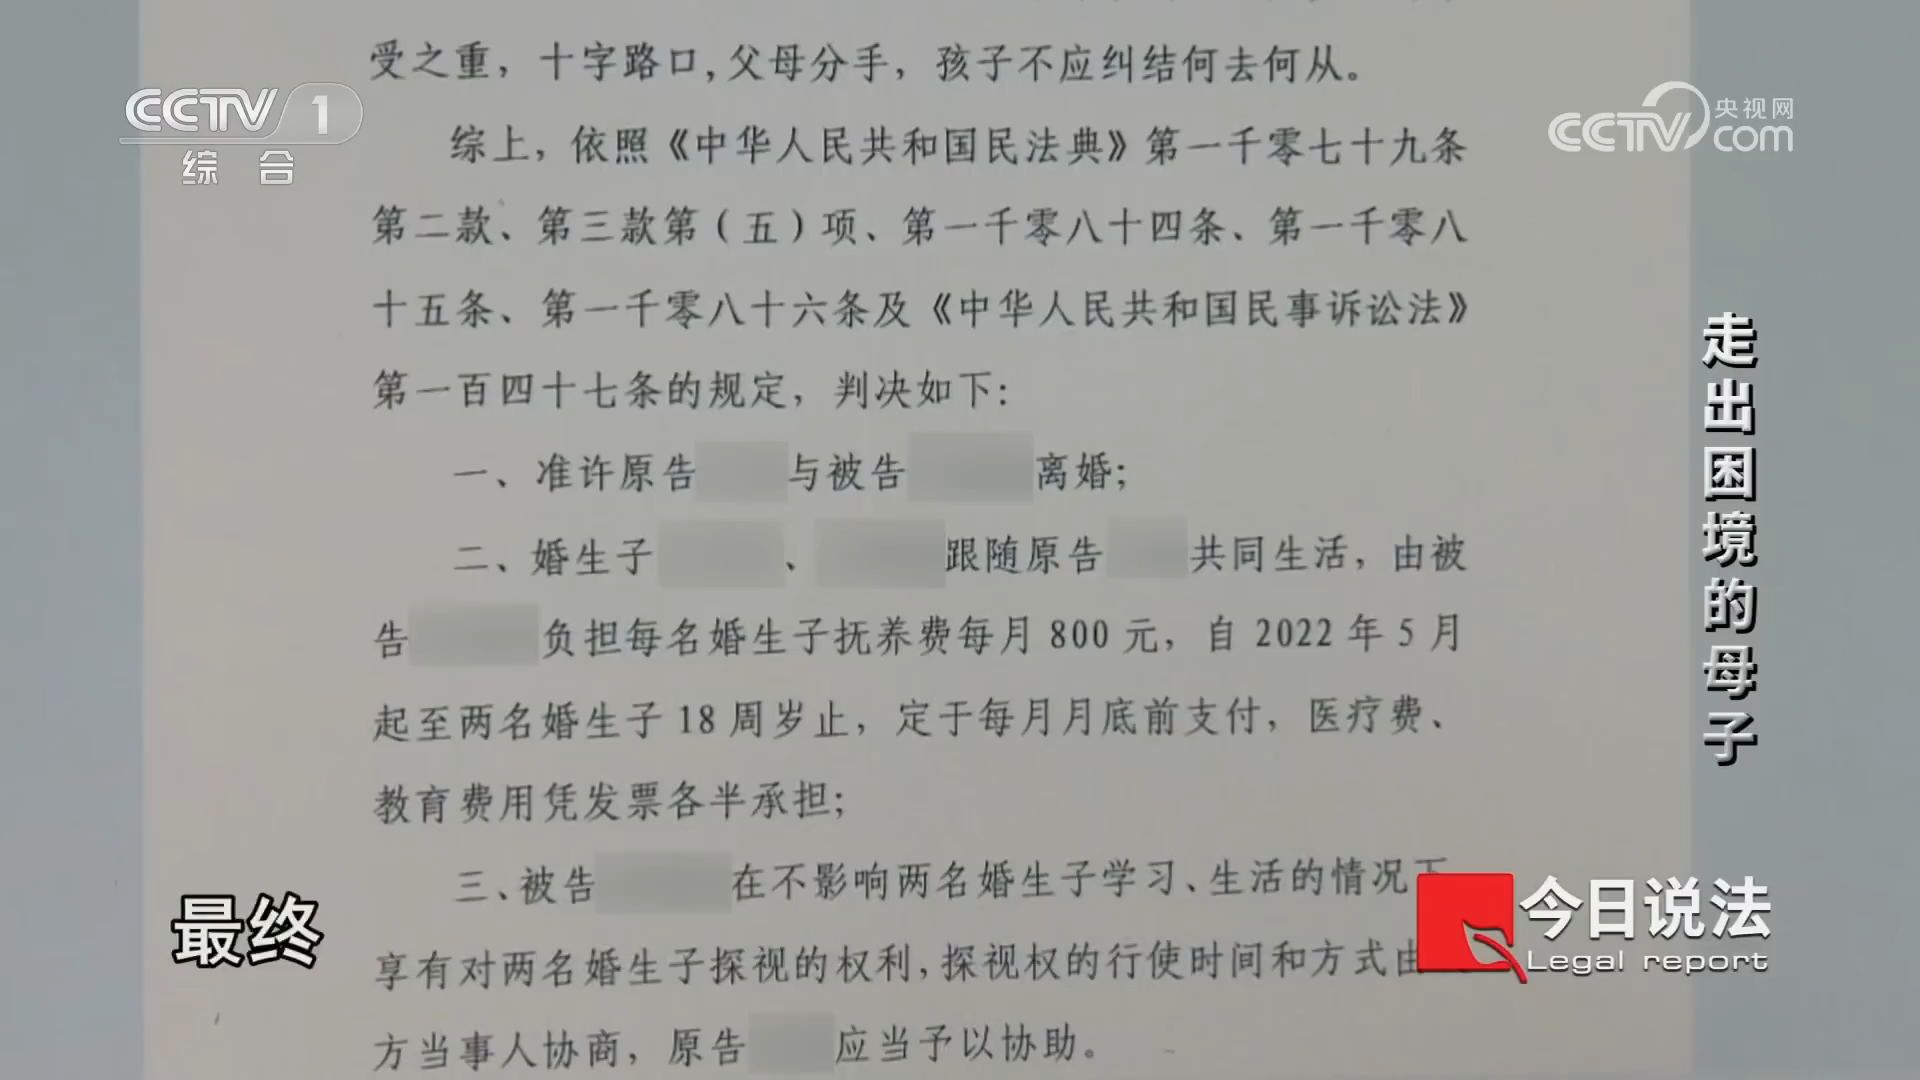 受之重，十字路口，父母分手，孩子不应纠结何去何从。
综上，依照《中华人民共和国民法典》第一千零七十九条
第二款、第三款第（五）项、第一千零八十四条、第一千零八
十五条、第一千零八十六条及《中华人民共和国民事诉讼法》
第一百四十七条的规定，判决如下：
一、准许原告 与被告 离婚；
二、婚生子 、 跟随原告 共同生活，由被
告 负担每名婚生子抚养费每月800元，自2022年5月
起至两名婚生子18周岁止，定于每月月底前支付，医疗费、
教育费用凭发票各半承担；
三、被告 在不影响两名婚生子学习、生活的情况下
享有对两名婚生子探视的权利，探视权的行使时间和方式由
方当事人协商，原告 应当予以协助。
CCTV 1
综合
央视网
CCTV com
走出困境的母子
最终
今日说法
Legal report